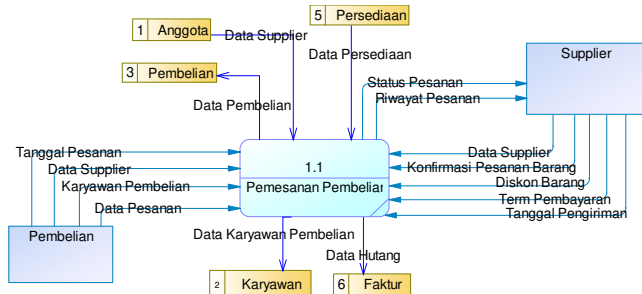 5 Persediaan
1 Anggota
Data Supplier
Supplier
Data Persediaan
3 Pembelian
Status Pesanan
Riwayat Pesanan
Data Pembelian
Tanggal Pesanan
Data Supplier
Data Supplier
1.1
Konfirmasi Pesanan Barang
Karyawan Pembelian
Pemesanan Pembelian
Diskon Barang
Term Pembayaran
Data Pesanan
Tanggal Pengiriman
Pembelian
Data Karyawan Pembelian
Data Hutang
2 Karyawan
6 Faktur